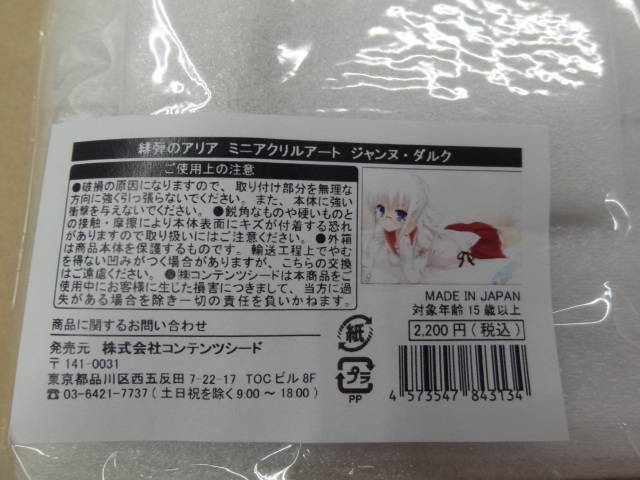 緋弾のアリア ミニアクリルアート ジャンヌ・ダルク
ご使用上の注意
●破損の原因になりますので、取り付け部分を無理な
方向に強く引っ張らないでください。また、本体に強い
衝撃を与えないでください。●鋭角なものや硬いものと
の接触・摩擦により本体表面にキズが付着する恐れ
がありますので取り扱いにはご注意ください。●外箱
は商品本体を保護するものです。輸送工程上でやむ
を得ない凹みがつく場合がありますが、こちらの交換
はご遠慮ください。●㈱コンテンツシードは本商品をご
使用中にお客様に生じた損害につきまして、当方に過
失がある場合を除き一切の責任を負いかねます。
MADE IN JAPAN
対象年齢 15 歳以上
2,200円(税込)
商品に関するお問い合わせ
発売元 株式会社コンテンツシード
〒141-0031
東京都品川区西五反田 7-22-17 TOCビル 8F
☎03-6421-7737(土日祝を除く9:00~18:00)
紙
プラ
PP
4 573547 843134